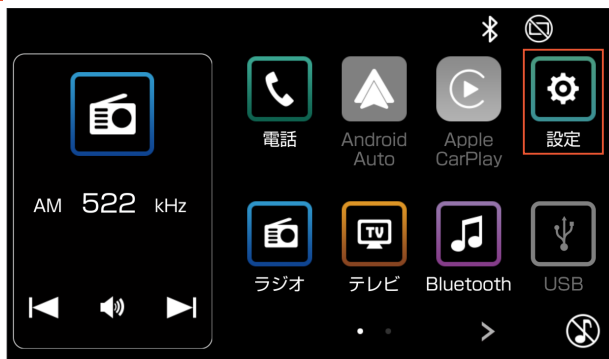 電話
Android
Auto
Apple
CarPlay
設定
AM 522 kHz
ラジオ
TV
テレビ
Bluetooth
USB